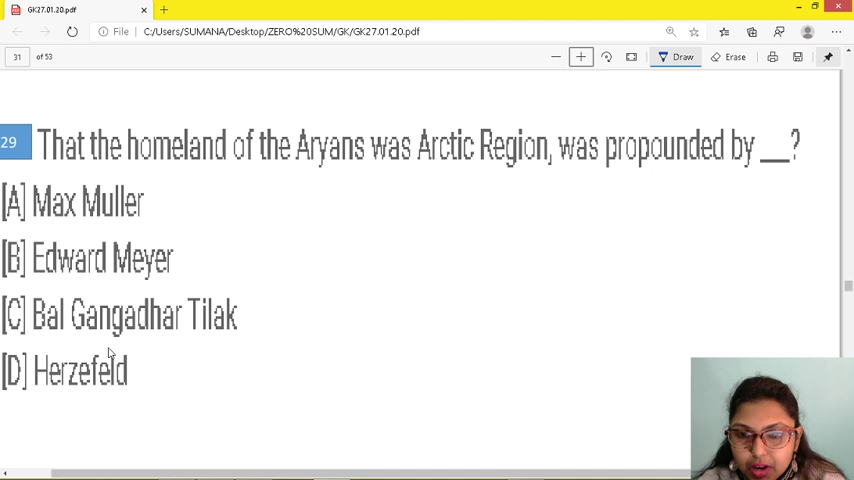 GK27.01.20.pdf
File C:/Users/SUMANA/Desktop/ZERO%20SUM/GK/GK27.01.20.pdf
31 of 53 Draw Erase
29 That the homeland of the Aryans was Arctic Region, was propounded by __?
[A] Max Muller
[B] Edward Meyer
[C] Bal Gangadhar Tilak
[D] Herzefeld